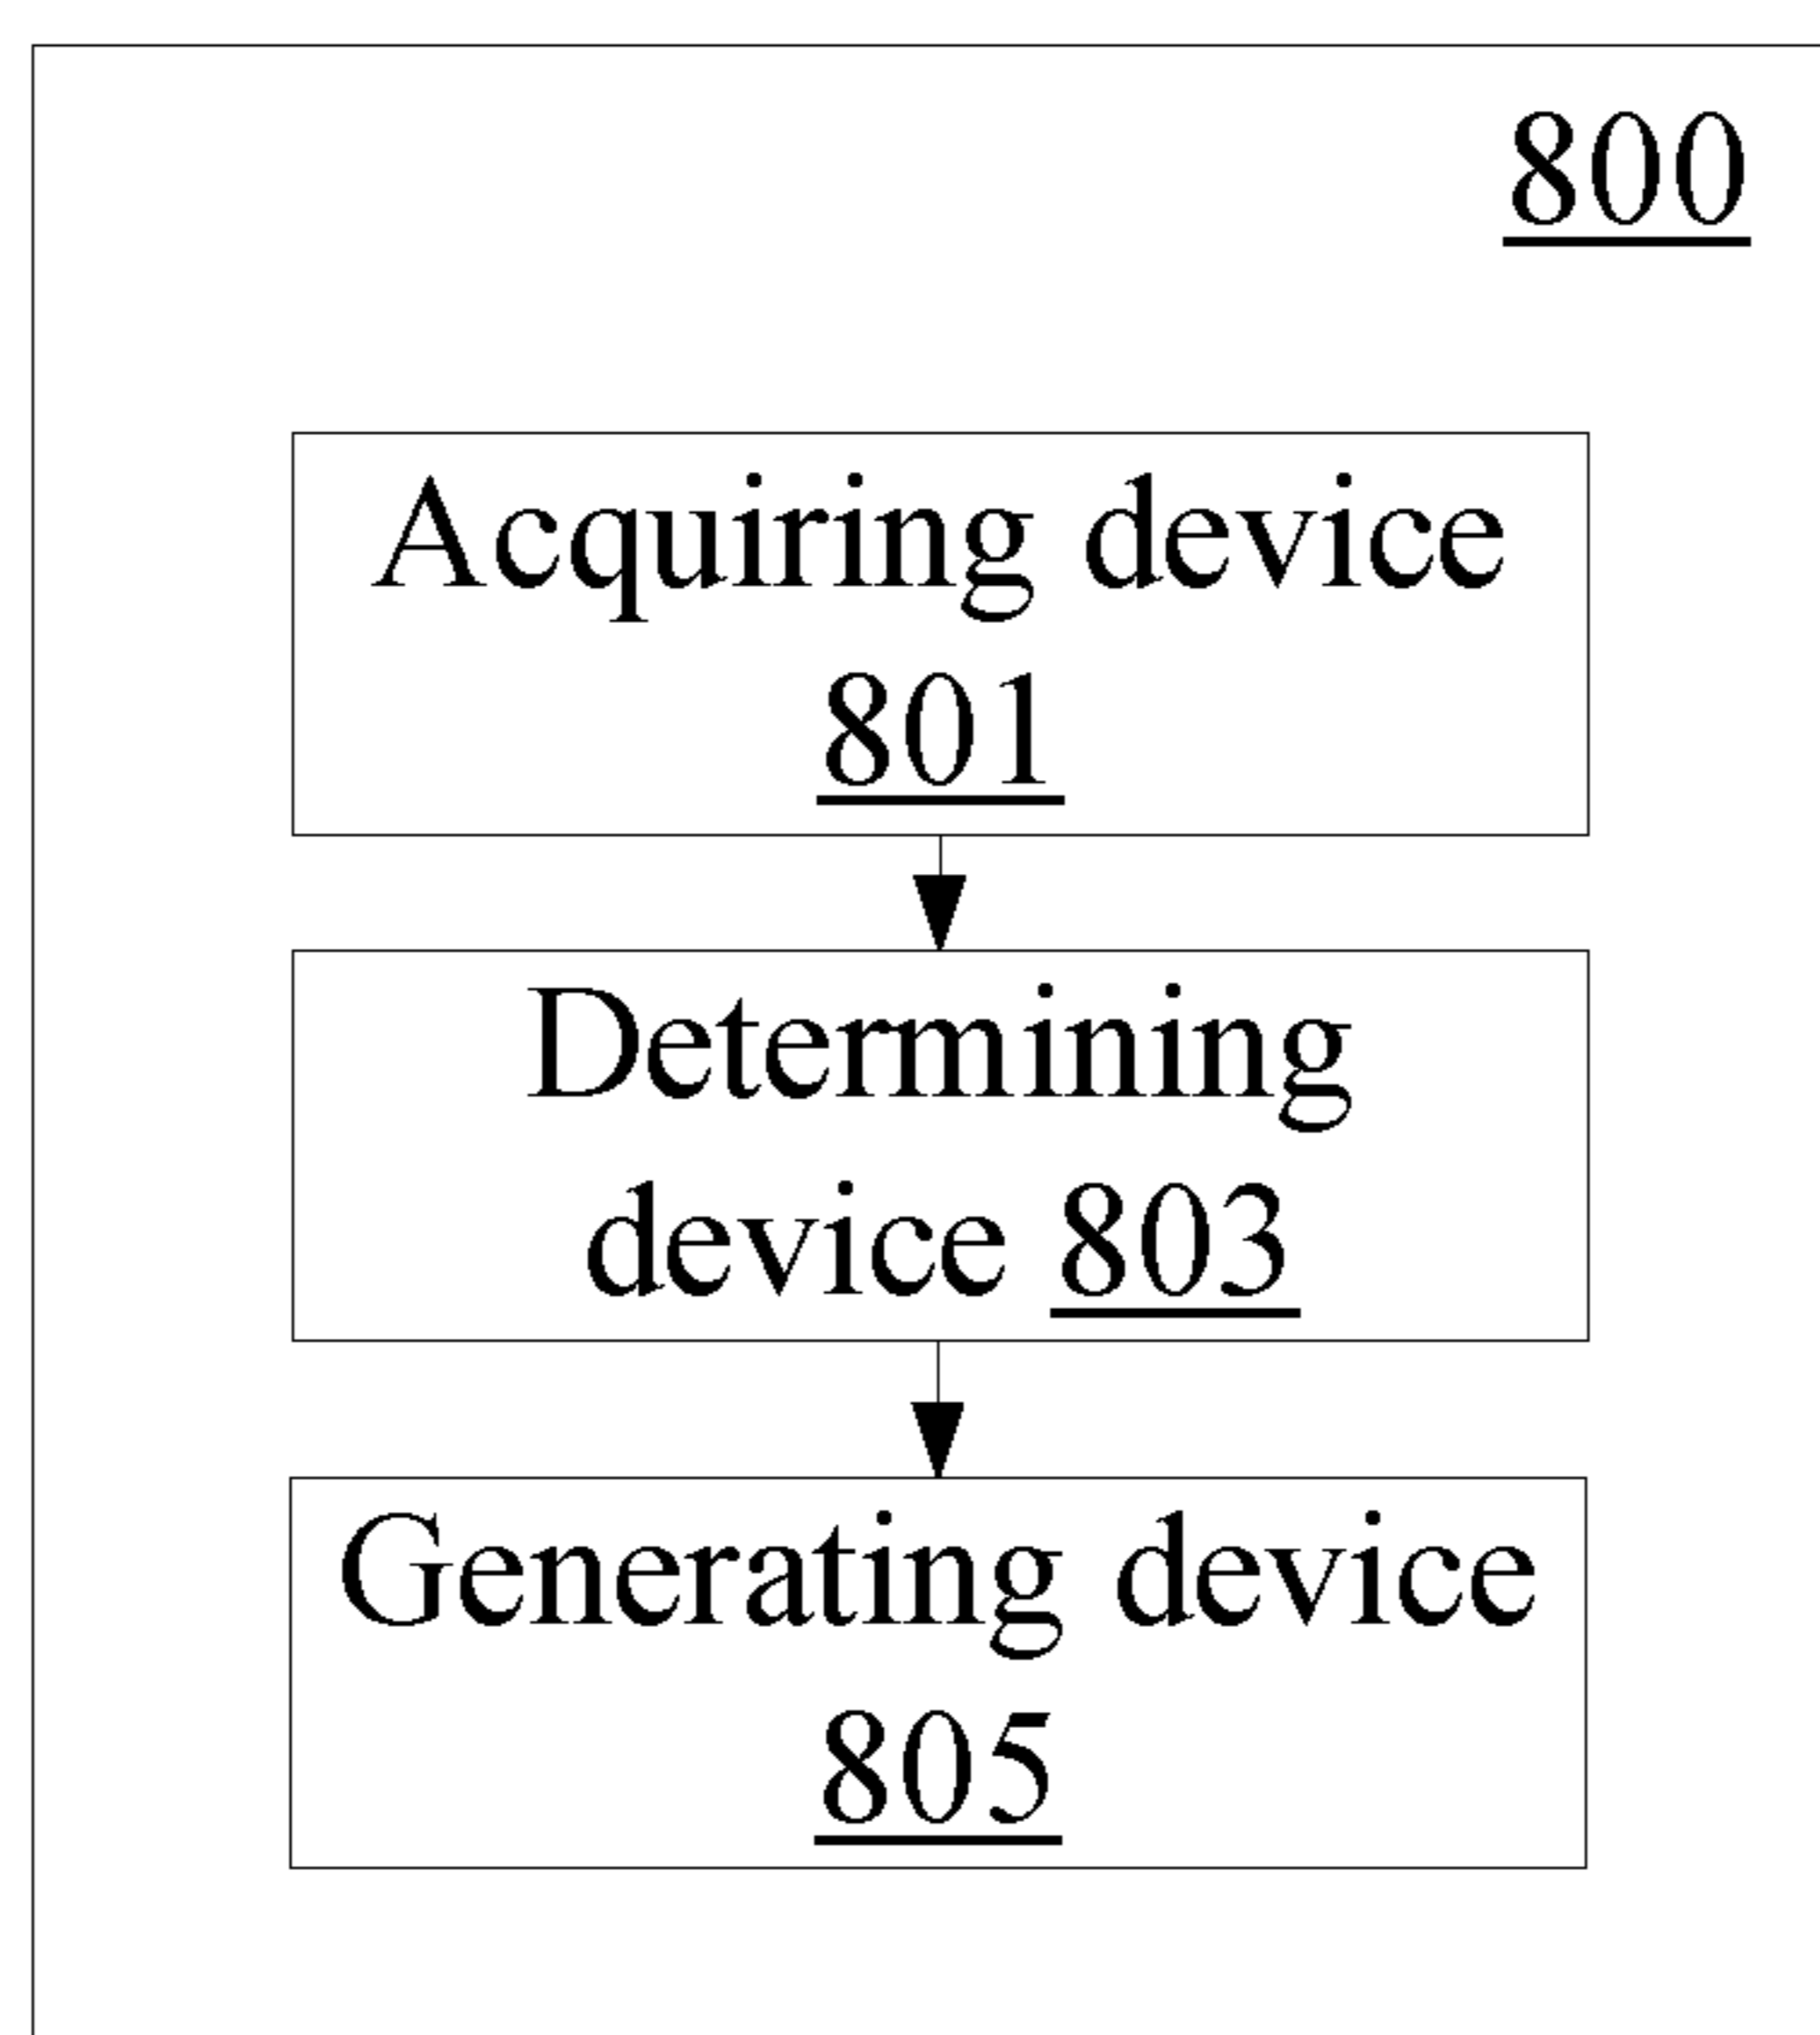 800
Acquiring device
801
Determining
device 803
Generating device
805